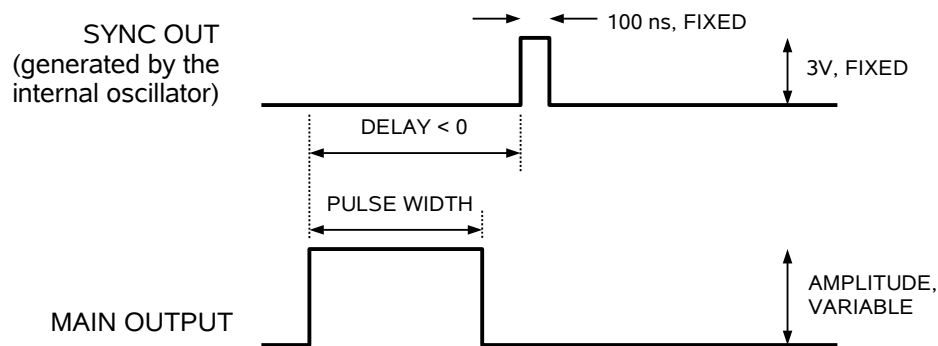 SYNC OUT
(generated by the
internal oscillator)
100 ns, FIXED
3V, FIXED
DELAY < 0
PULSE WIDTH
MAIN OUTPUT
AMPLITUDE,
VARIABLE